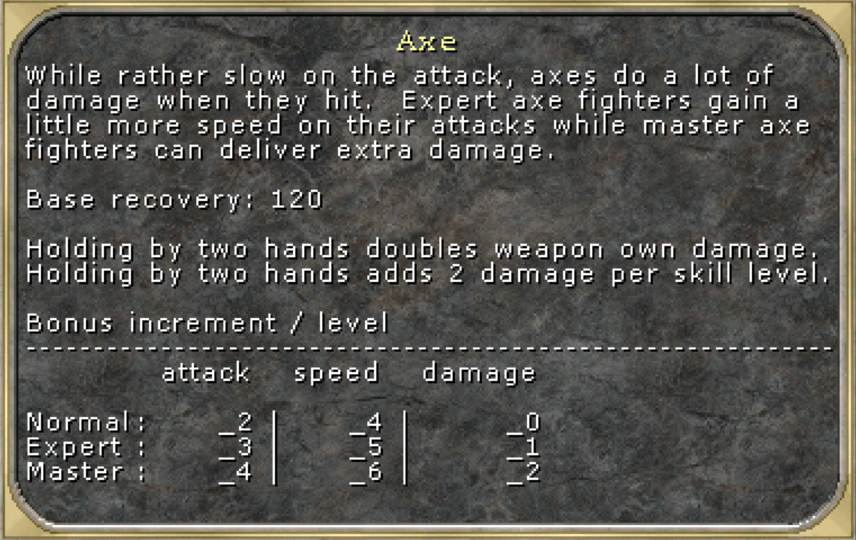 Axe
While rather slow on the attack, axes do a lot of
damage when they hit.  Expert axe fighters gain a
little more speed on their attacks while master axe
fighters can deliver extra damage.
Base recovery: 120
Holding by two hands doubles weapon own damage.
Holding by two hands adds 2 damage per skill level.
Bonus increment / level
------------------------------------------------------------
attack speed damage
Normal: _2 | _4 | _0
Expert : _3 | _5 | _1
Master : _4 | _6 | _2